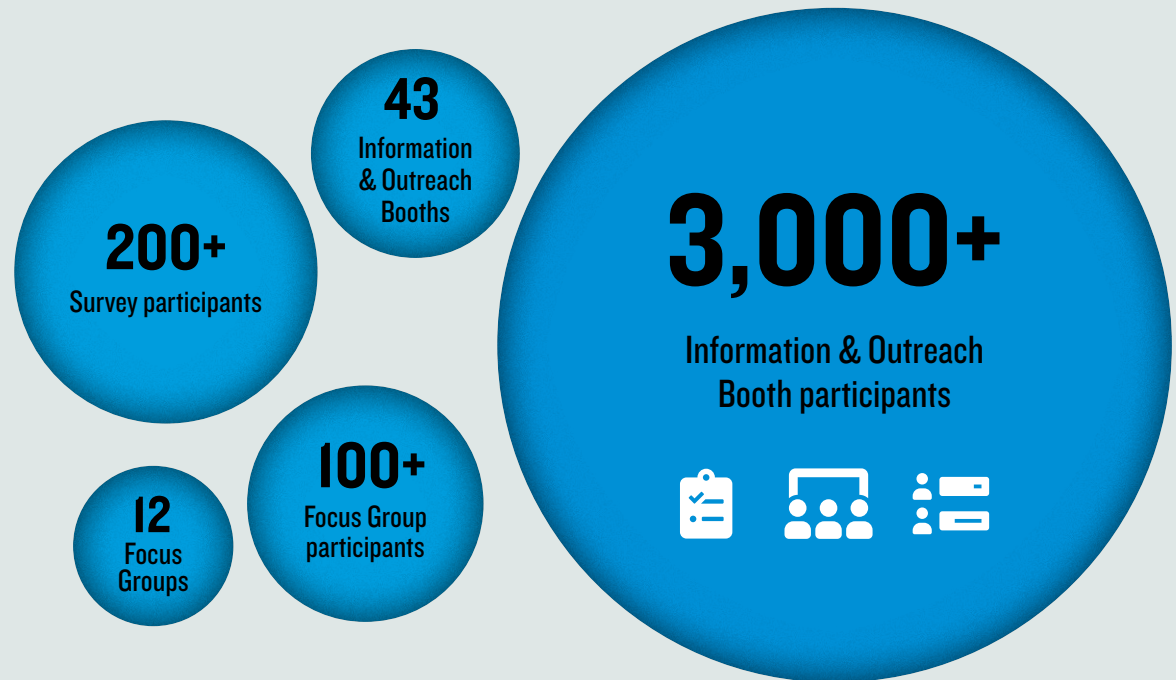 43
Information
& Outreach
Booths
200+
Survey participants
3,000+
Information & Outreach
Booth participants
100+
Focus Group
participants
12
Focus
Groups